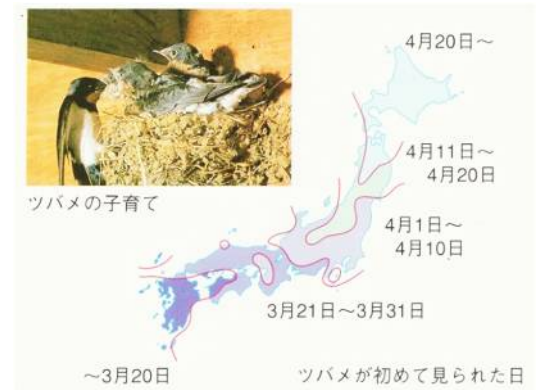 4月20日～
4月11日～
4月20日
ツバメの子育て
4月1日～
4月10日
3月21日～3月31日
～3月20日
ツバメが初めて見られた日